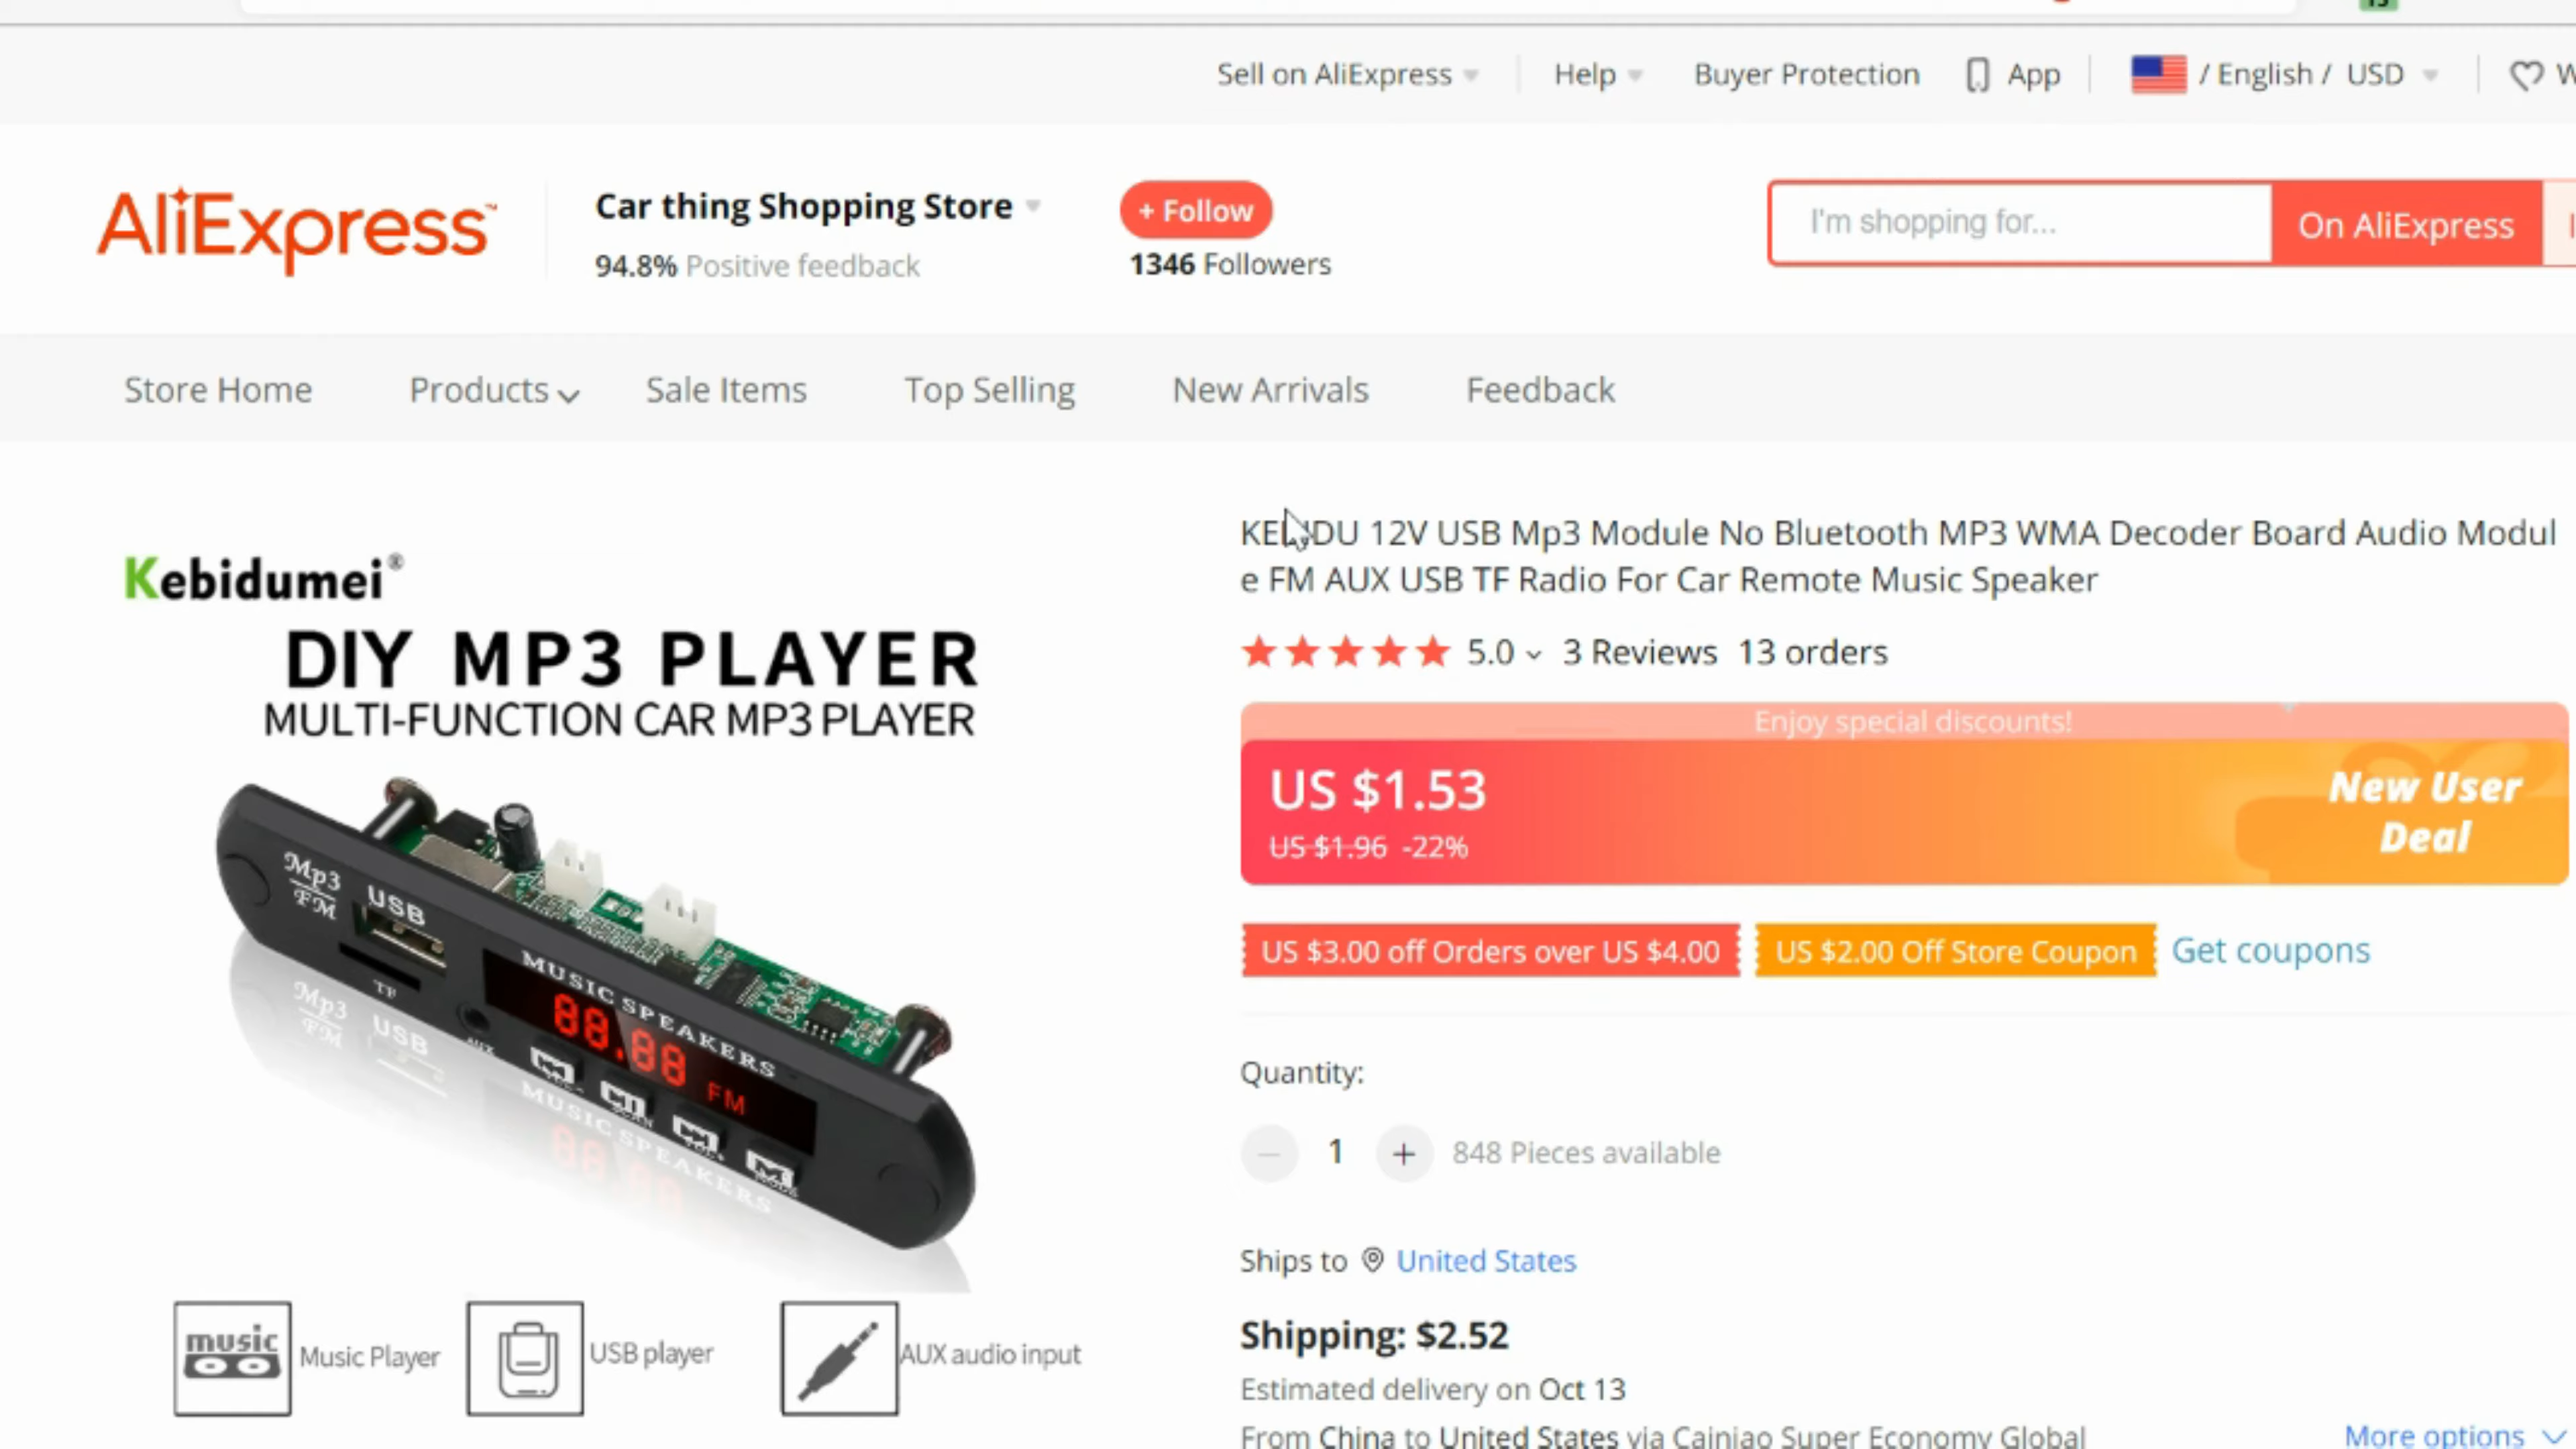 Sell on AliExpress
Help
Buyer Protection
App
/ English / USD
AliExpress™
Car thing Shopping Store
+ Follow
94.8% Positive feedback
1346 Followers
I'm shopping for...
On AliExpress
Store Home
Products
Sale Items
Top Selling
New Arrivals
Feedback
Kebidumei®
DIY MP3 PLAYER
MULTI-FUNCTION CAR MP3 PLAYER
Mp3
FM
USB
TF
AUX
MUSIC SPEAKERS
88.88
FM
Music
Music Player
USB player
AUX audio input
12V USB Mp3 Module No Bluetooth MP3 WMA Decoder Board Audio Modul
e FM AUX USB TF Radio For Car Remote Music Speaker
5.0 3 Reviews 13 orders
Enjoy special discounts!
US $1.53
US $1.96 -22%
New User
Deal
US $3.00 off Orders over US $4.00
US $2.00 Off Store Coupon
Get coupons
Quantity:
1
848 Pieces available
Ships to United States
Shipping: $2.52
Estimated delivery on Oct 13
From China to United States via Cainiao Super Economy Global
More options